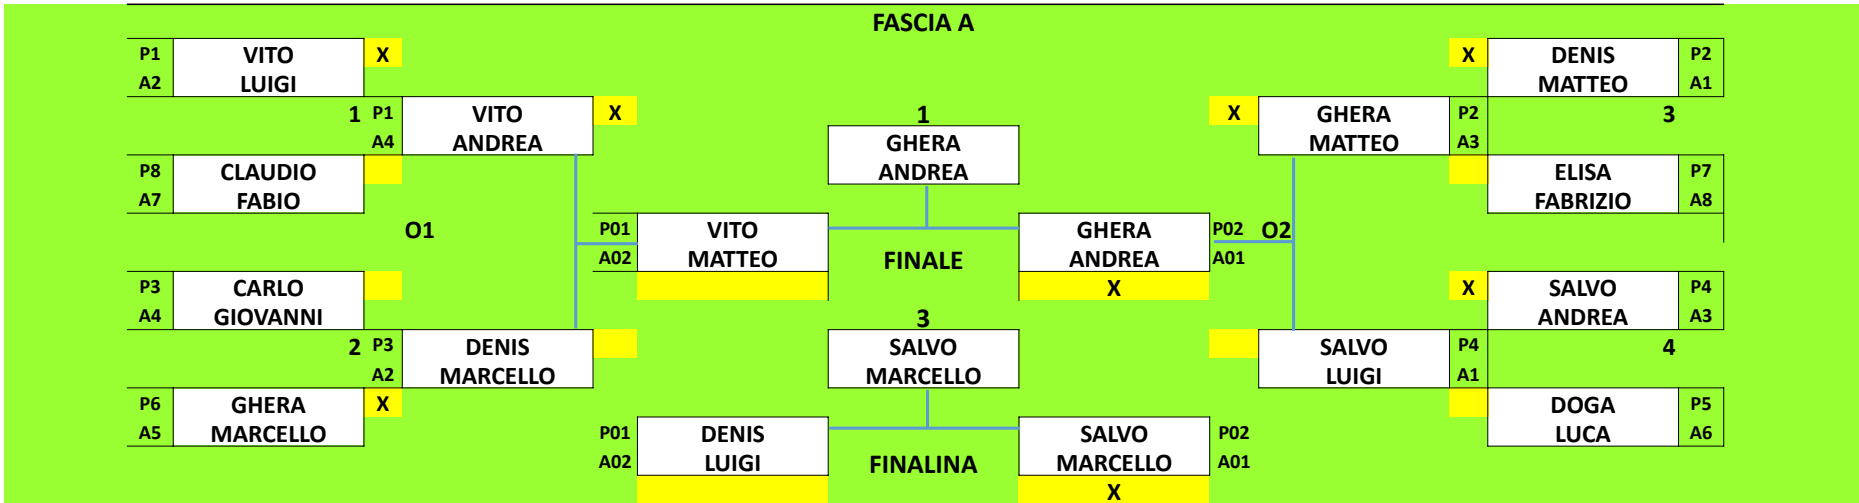 FASCIA A
P1 VITO X X DENIS P2
A2 LUIGI MATTEO A1
1 P1 VITO X 1 X GHERA P2 3
A4 ANDREA GHERA MATTEO A3
P8 CLAUDIO ANDREA ELISA P7
A7 FABIO FABRIZIO A8
O1 P01 VITO GHERA P02 O2
A02 MATTEO FINALE ANDREA A01
P3 CARLO X X SALVO P4
A4 GIOVANNI 3 ANDREA A3
2 P3 DENIS SALVO SALVO P4 4
A2 MARCELLO MARCELLO LUIGI A1
P6 GHERA X DOGA P5
A5 MARCELLO P01 DENIS SALVO P02 LUCA A6
A02 LUIGI FINALINA MARCELLO A01
X